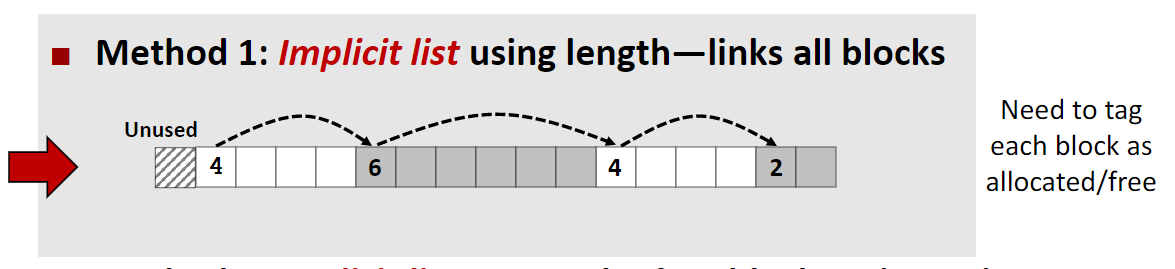 ■ Method 1: Implicit list using length—links all blocks
Unused
4 6 4 2
Need to tag
each block as
allocated/free